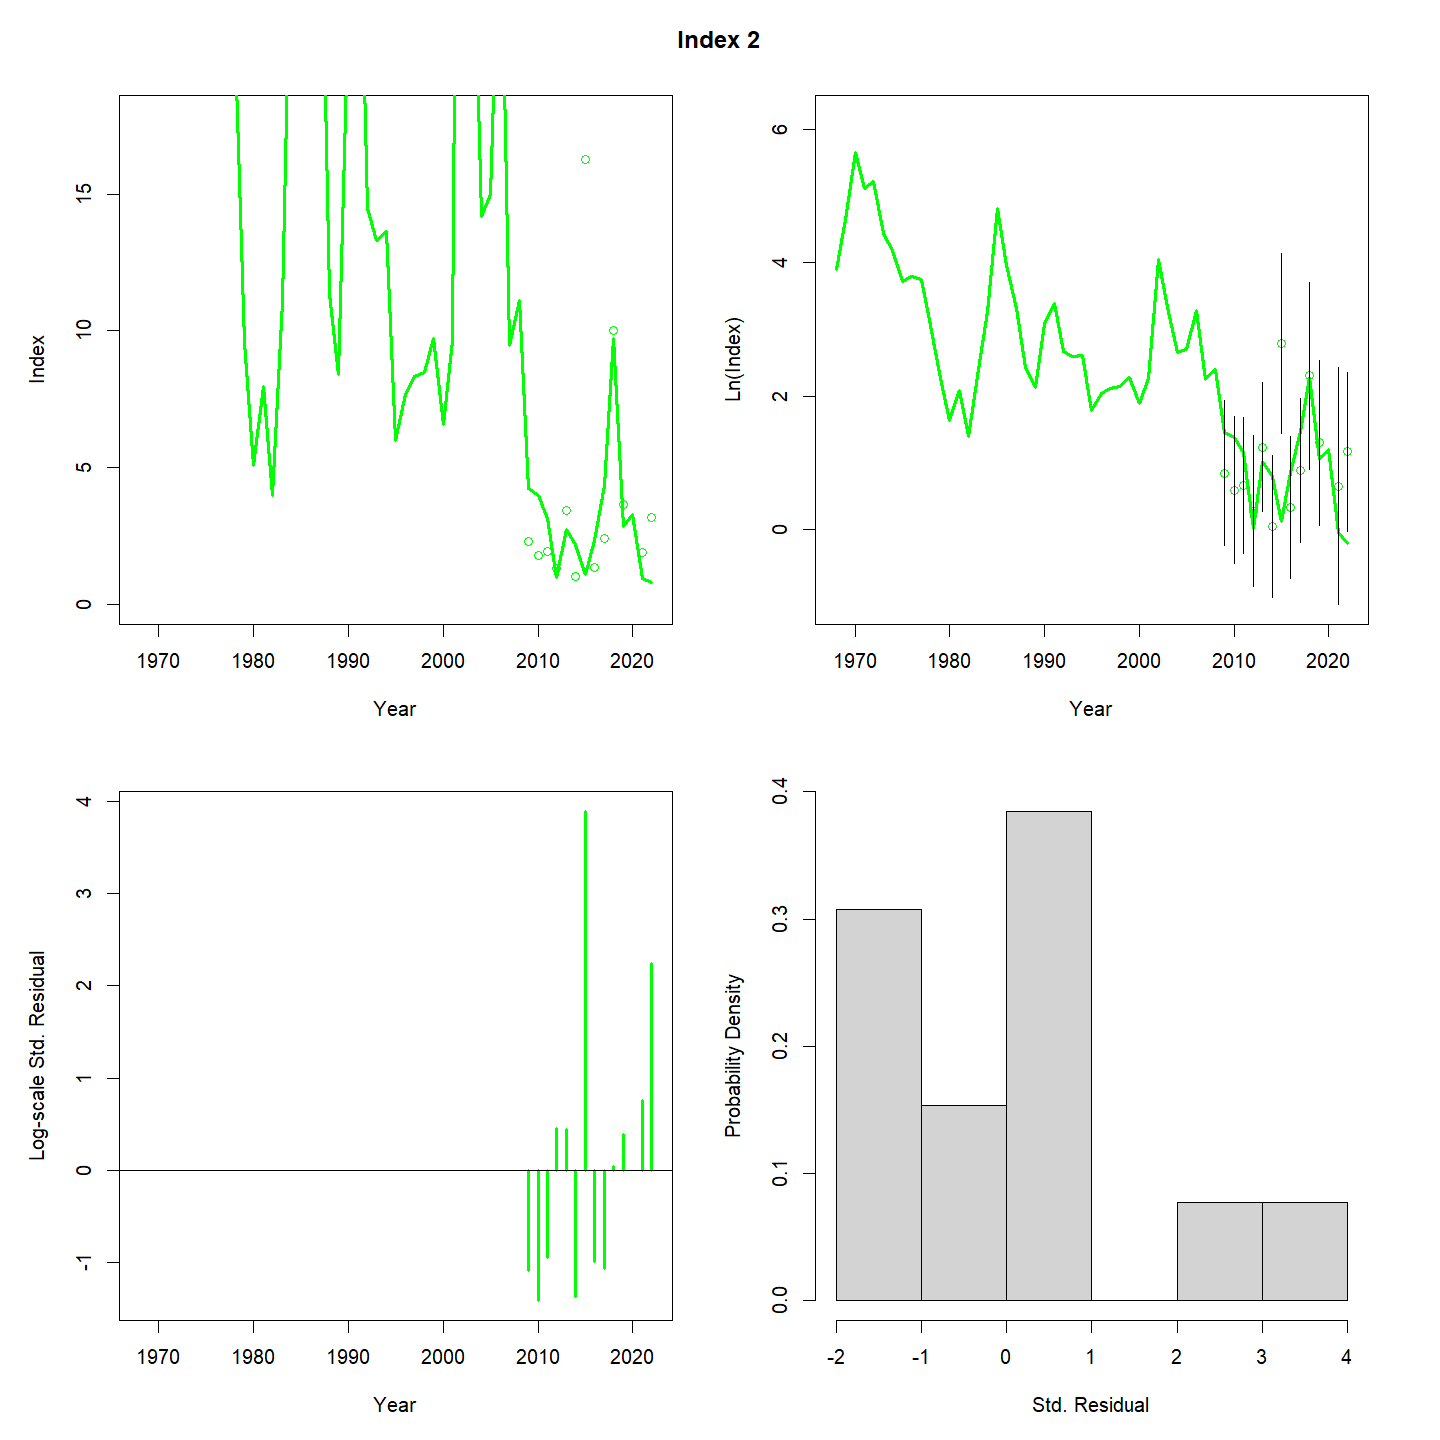 Index 2
15
10
5
0
Index
1970 1980 1990 2000 2010 2020
Year
6
4
2
0
Ln(Index)
1970 1980 1990 2000 2010 2020
Year
4
3
2
1
0
-1
Log-scale Std. Residual
1970 1980 1990 2000 2010 2020
Year
0.4
0.3
0.2
0.1
0.0
Probability Density
-2 -1 0 1 2 3 4
Std. Residual